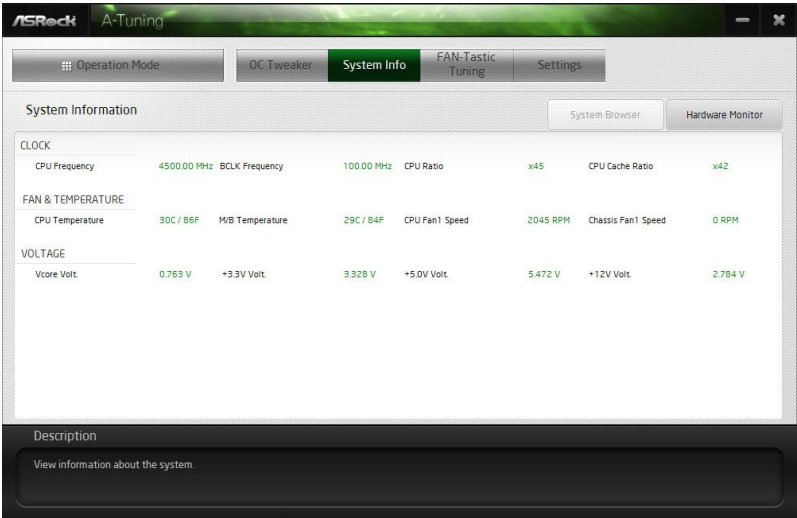 ASRock A-Tuning
Operation Mode
OC Tweaker
System Info
FAN-Tastic
Tuning
Settings
System Information
System Browser
Hardware Monitor
CLOCK
CPU Frequency 4500.00 MHz BCLK Frequency 100.00 MHz CPU Ratio x45 CPU Cache Ratio x42
FAN & TEMPERATURE
CPU Temperature 30C / 86F M/B Temperature 29C / 84F CPU Fan1 Speed 2045 RPM Chassis Fan1 Speed 0 RPM
VOLTAGE
Vcore Volt. 0.763 V +3.3V Volt. 3.328 V +5.0V Volt. 5.472 V +12V Volt. 2.784 V
Description
View information about the system.